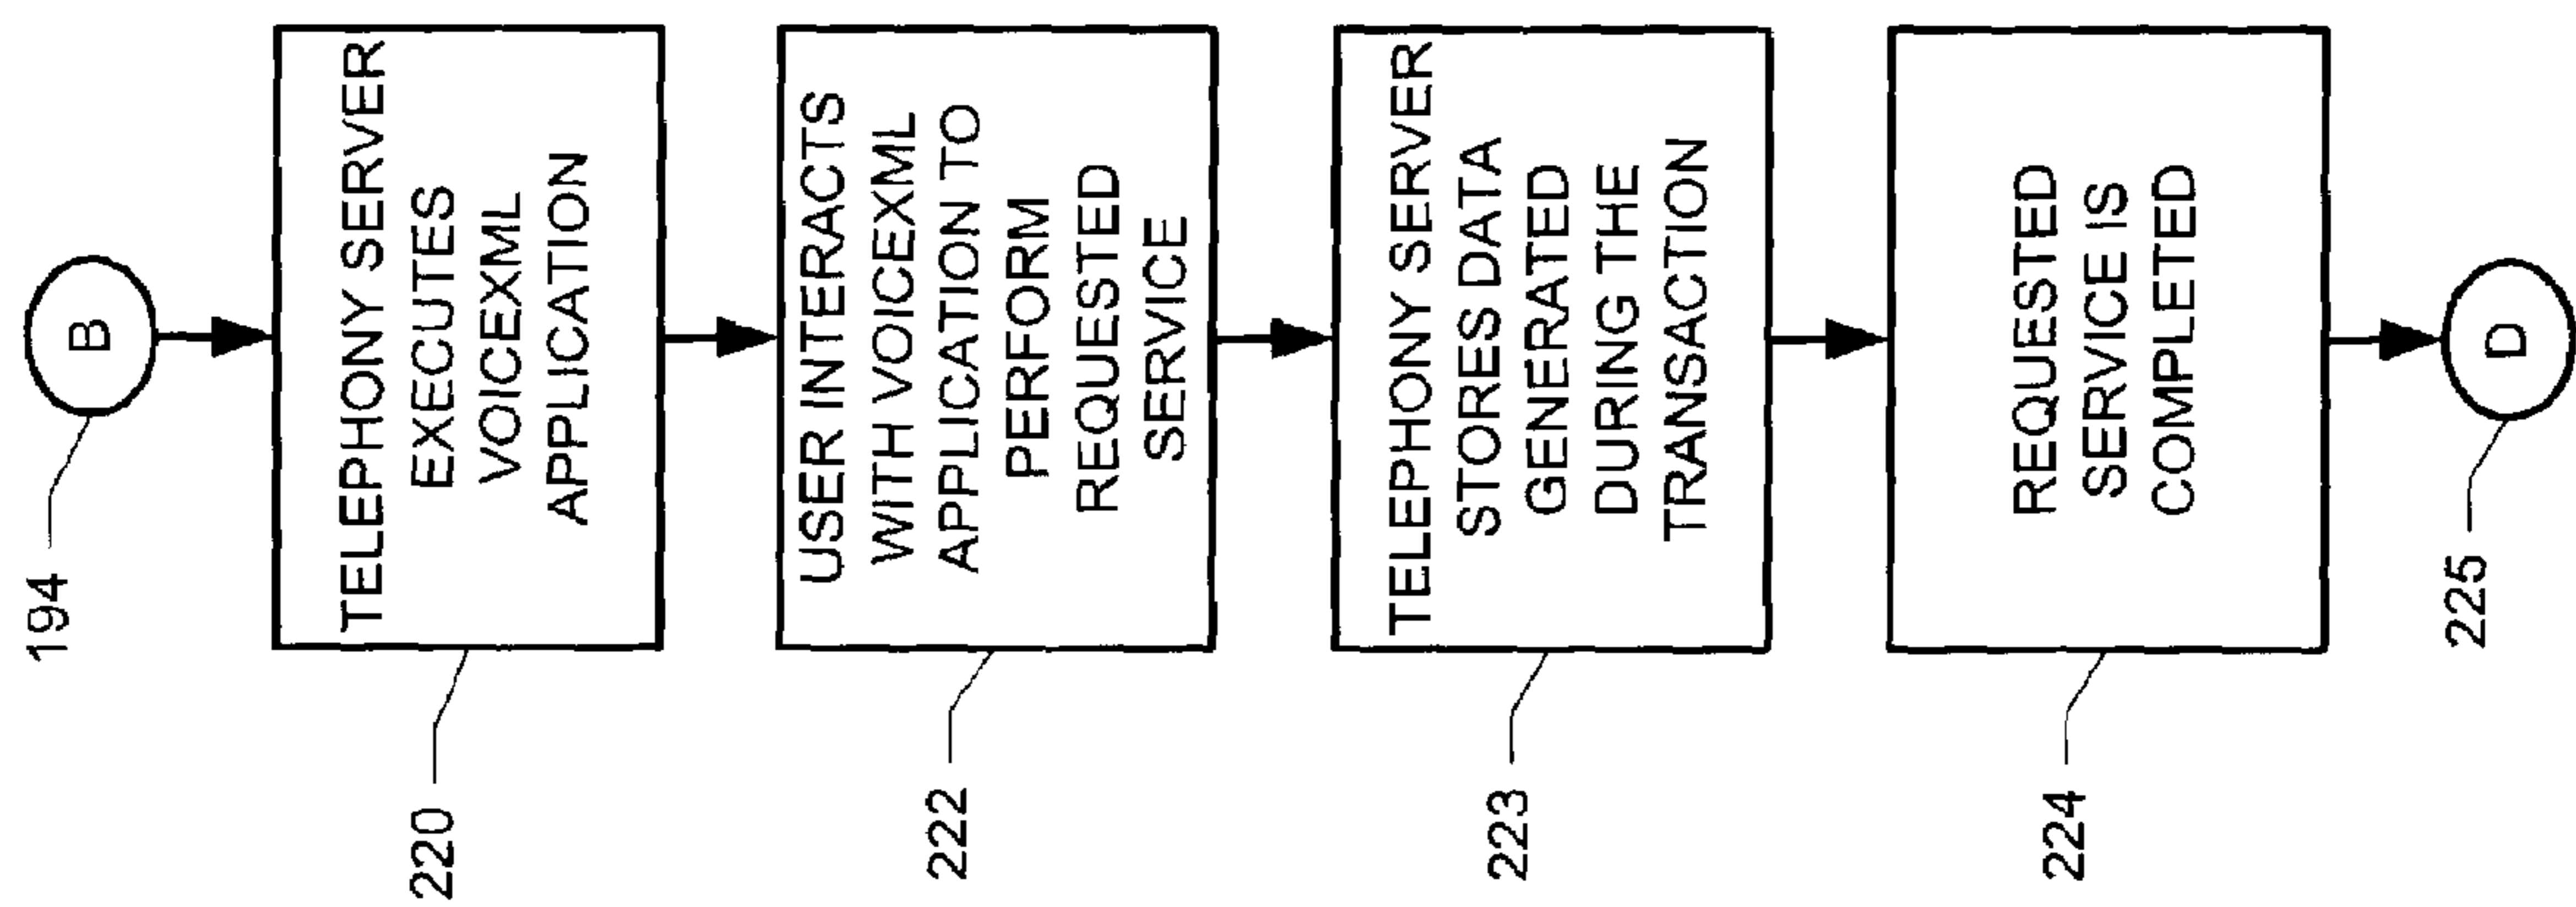 B
194
TELEPHONY SERVER
EXECUTES
VOICEXML
APPLICATION
220
USER INTERACTS
WITH VOICEXML
APPLICATION TO
PERFORM
REQUESTED
SERVICE
222
TELEPHONY SERVER
STORES DATA
GENERATED
DURING THE
TRANSACTION
223
REQUESTED
SERVICE IS
COMPLETED
224
D
225